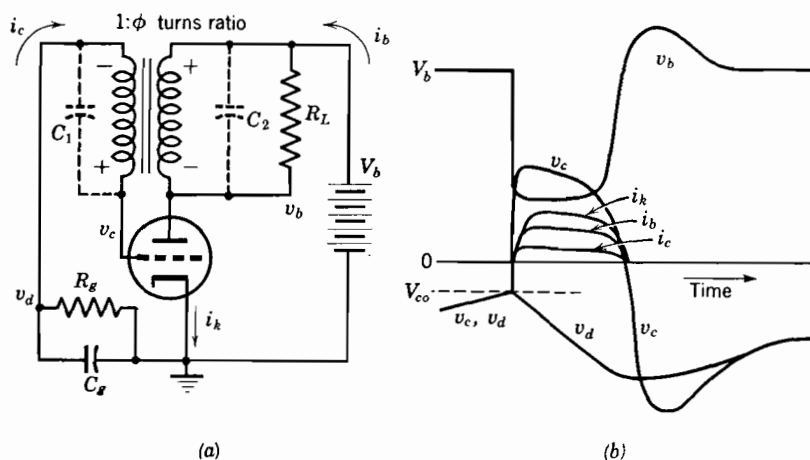 1:ϕ turns ratio
i_c
i_b
−
+
C_1
C_2
R_L
+
−
V_b
v_b
v_c
v_d
R_g
i_k
C_g
(a)
V_b
v_b
v_c
i_k
i_b
i_c
0
V_co
Time
v_c, v_d
v_d
v_c
(b)